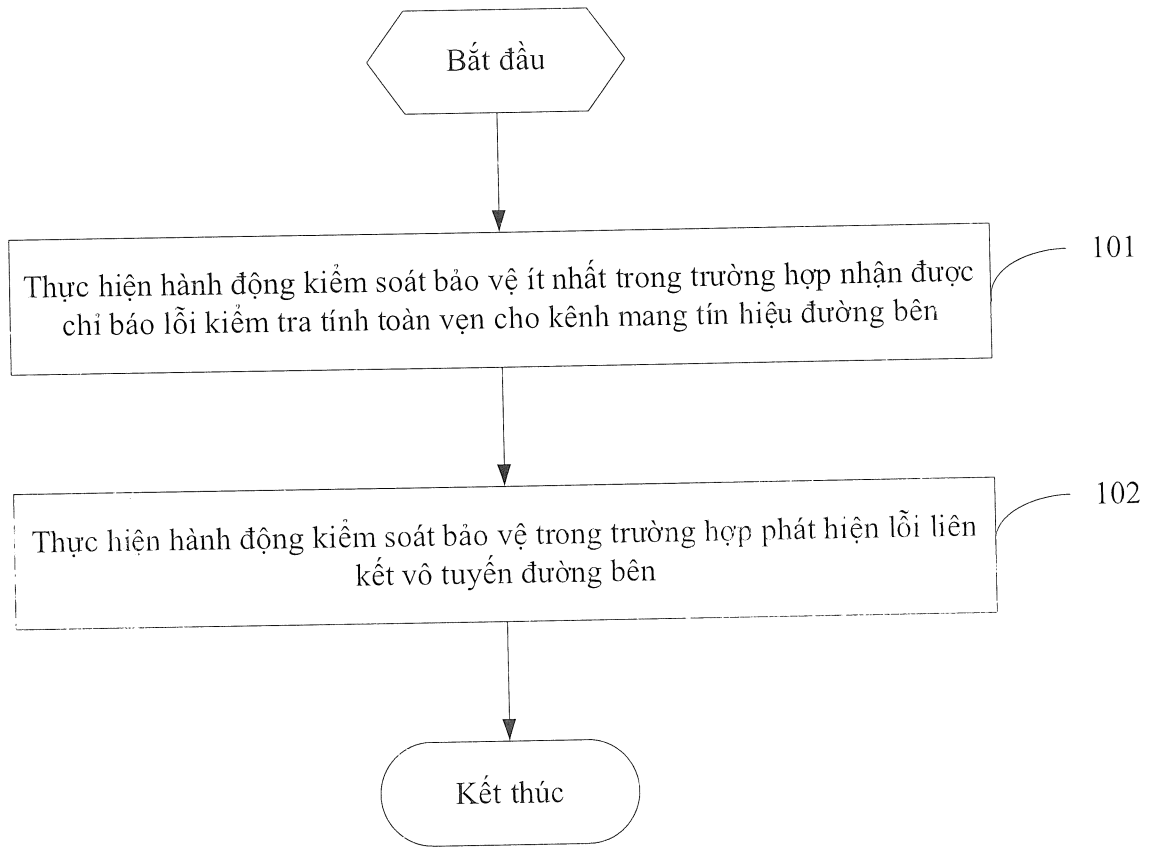 Bắt đầu
Thực hiện hành động kiểm soát bảo vệ ít nhất trong trường hợp nhận được
chỉ báo lỗi kiểm tra tính toàn vẹn cho kênh mang tín hiệu đường bên
101
Thực hiện hành động kiểm soát bảo vệ trong trường hợp phát hiện lỗi liên
kết vô tuyến đường bên
102
Kết thúc